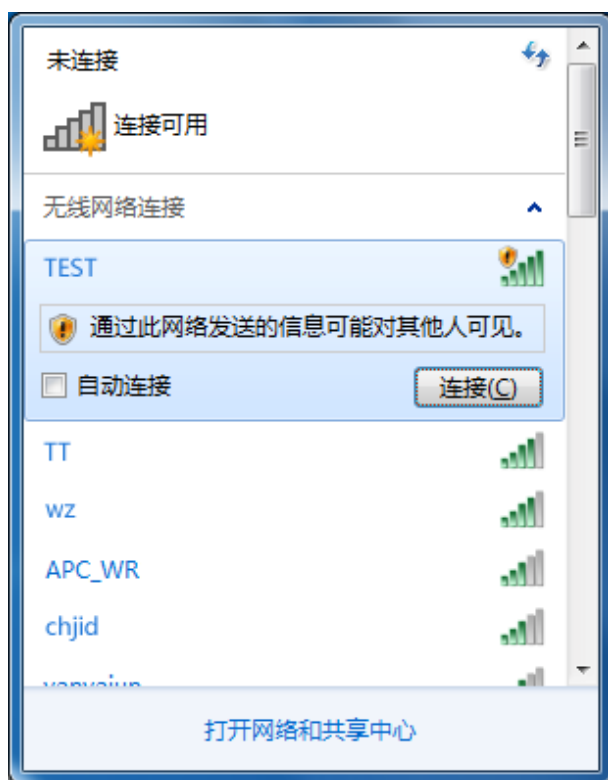 未连接
连接可用
无线网络连接
TEST
通过此网络发送的信息可能对其他人可见。
自动连接
连接(C)
TT
wz
APC_WR
chjid
打开网络和共享中心